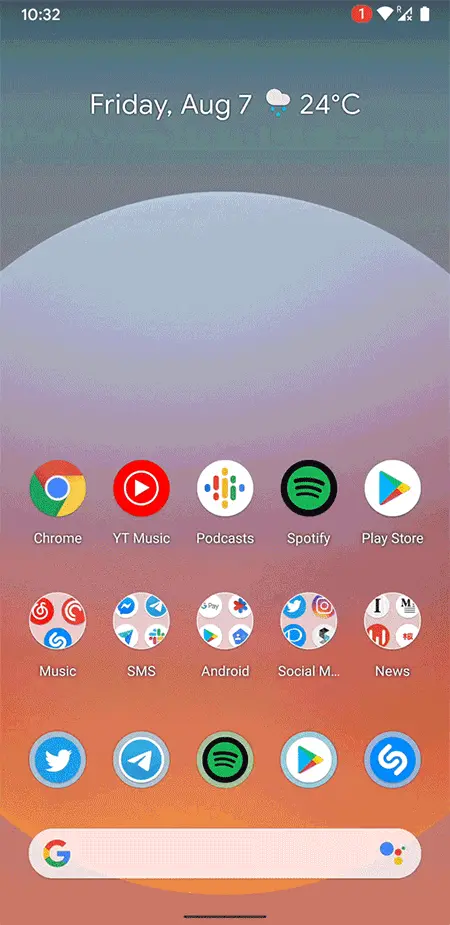 10:32
1
R
Friday, Aug 7 24°C
Chrome YT Music Podcasts Spotify Play Store
G Pay
Music SMS Android Social M... News